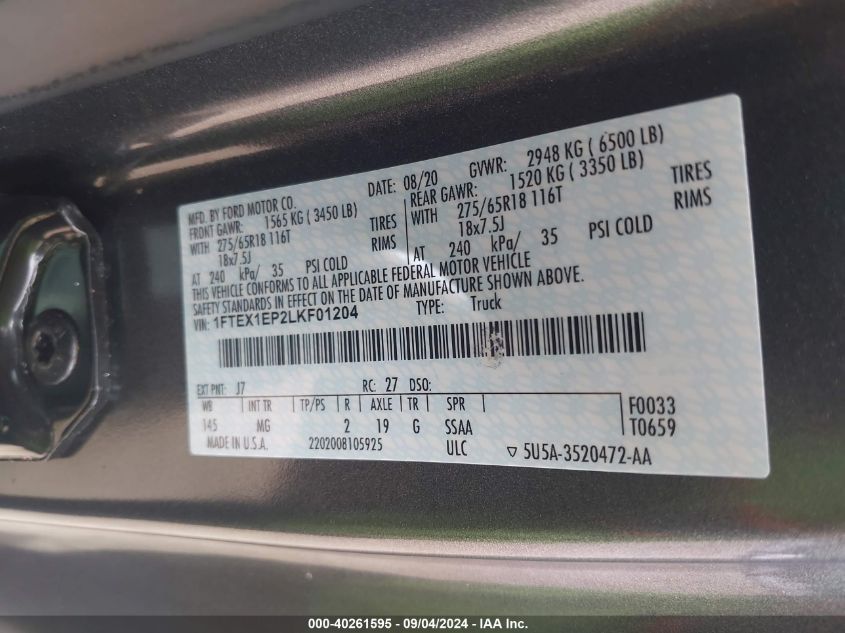 MFD. BY FORD MOTOR CO. DATE: 08/20 GVWR: 2948 KG ( 6500 LB)
FRONT GAWR: 1565 KG ( 3450 LB) REAR GAWR: 1520 KG ( 3350 LB)
WITH 275/65R18 116T TIRES WITH 275/65R18 116T TIRES
18x7.5J RIMS 18x7.5J RIMS
AT 240 kPa/ 35 PSI COLD AT 240 kPa/ 35 PSI COLD
THIS VEHICLE CONFORMS TO ALL APPLICABLE FEDERAL MOTOR VEHICLE
SAFETY STANDARDS IN EFFECT ON THE DATE OF MANUFACTURE SHOWN ABOVE.
VIN: 1FTEX1EP2LKF01204 TYPE: Truck
EXT PNT: J7 RC: 27 DSO:
WB INT TR TP/PS R AXLE TR SPR F0033
145 MG 2 19 G SSAA T0659
MADE IN U.S.A. 2202008105925 ULC ▽ 5U5A-3520472-AA
000-40261595 - 09/04/2024 - IAA Inc.